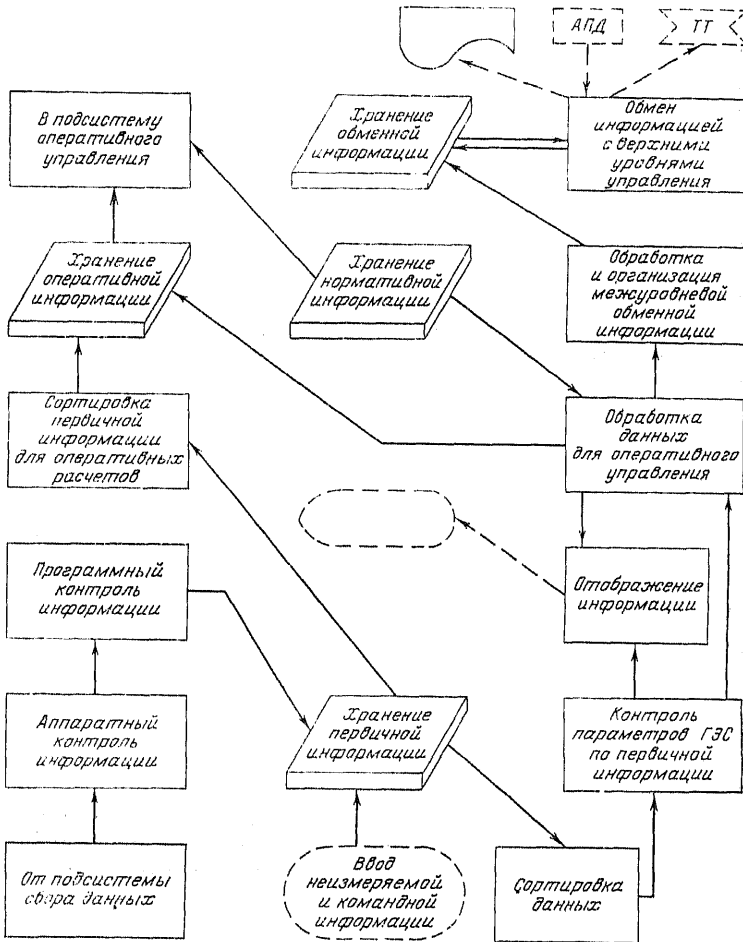 АПД
ТТ
В подсистему
оперативного
управления
Хранение
обменной
информации
Обмен
информацией
с верхними
уровнями
управления
Хранение
оперативной
информации
Хранение
нормативной
информации
Обработка
и организация
межуровневой
обменной
информации
Сортировка
первичной
информации
для оперативных
расчетов
Обработка
данных
для оперативного
управления
Программный
контроль
информации
Отображение
информации
Аппаратный
контроль
информации
Хранение
первичной
информации
Контроль
параметров ГЭС
по первичной
информации
От подсистемы
сбора данных
Ввод
неизмеряемой
и командной
информации
Сортировка
данных